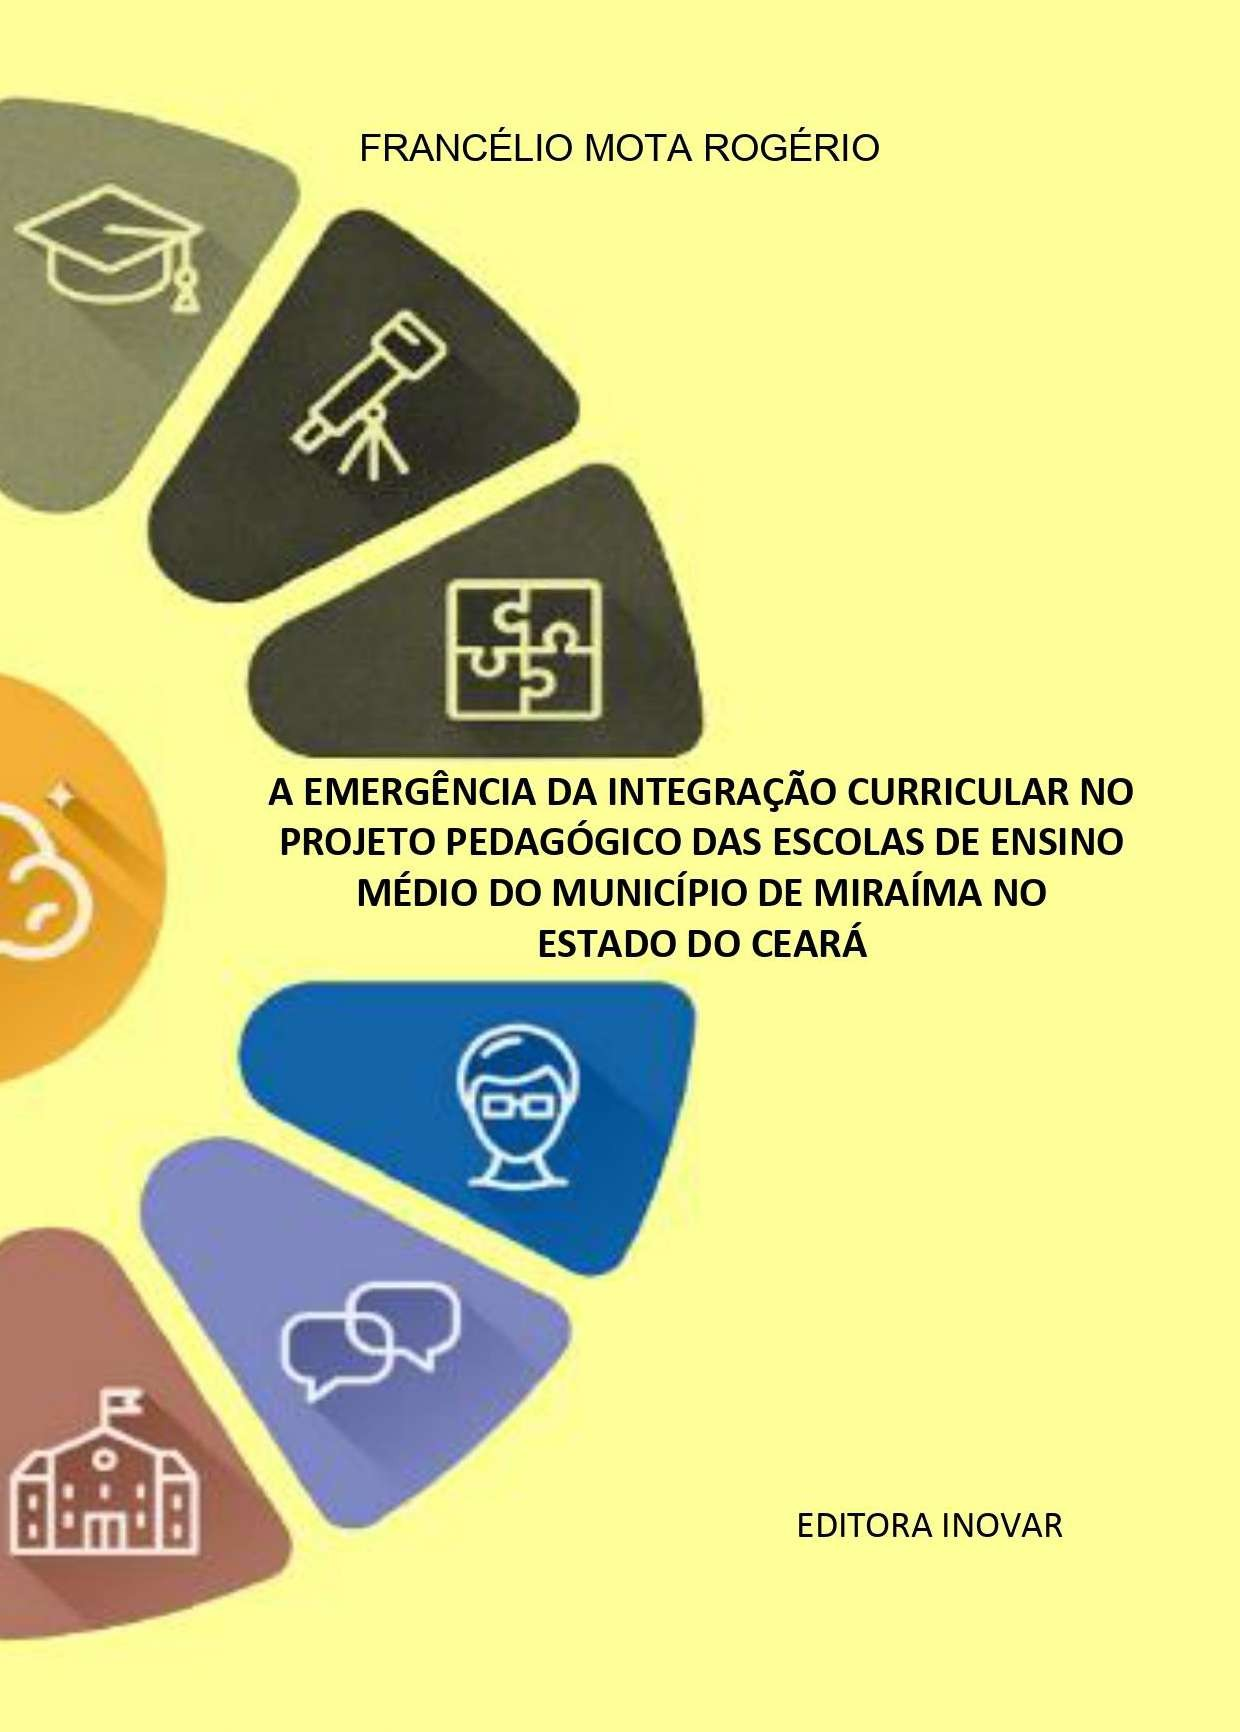 FRANCÉLIO MOTA ROGÉRIO
A EMERGÊNCIA DA INTEGRAÇÃO CURRICULAR NO
PROJETO PEDAGÓGICO DAS ESCOLAS DE ENSINO
MÉDIO DO MUNICÍPIO DE MIRAÍMA NO
ESTADO DO CEARÁ
EDITORA INOVAR